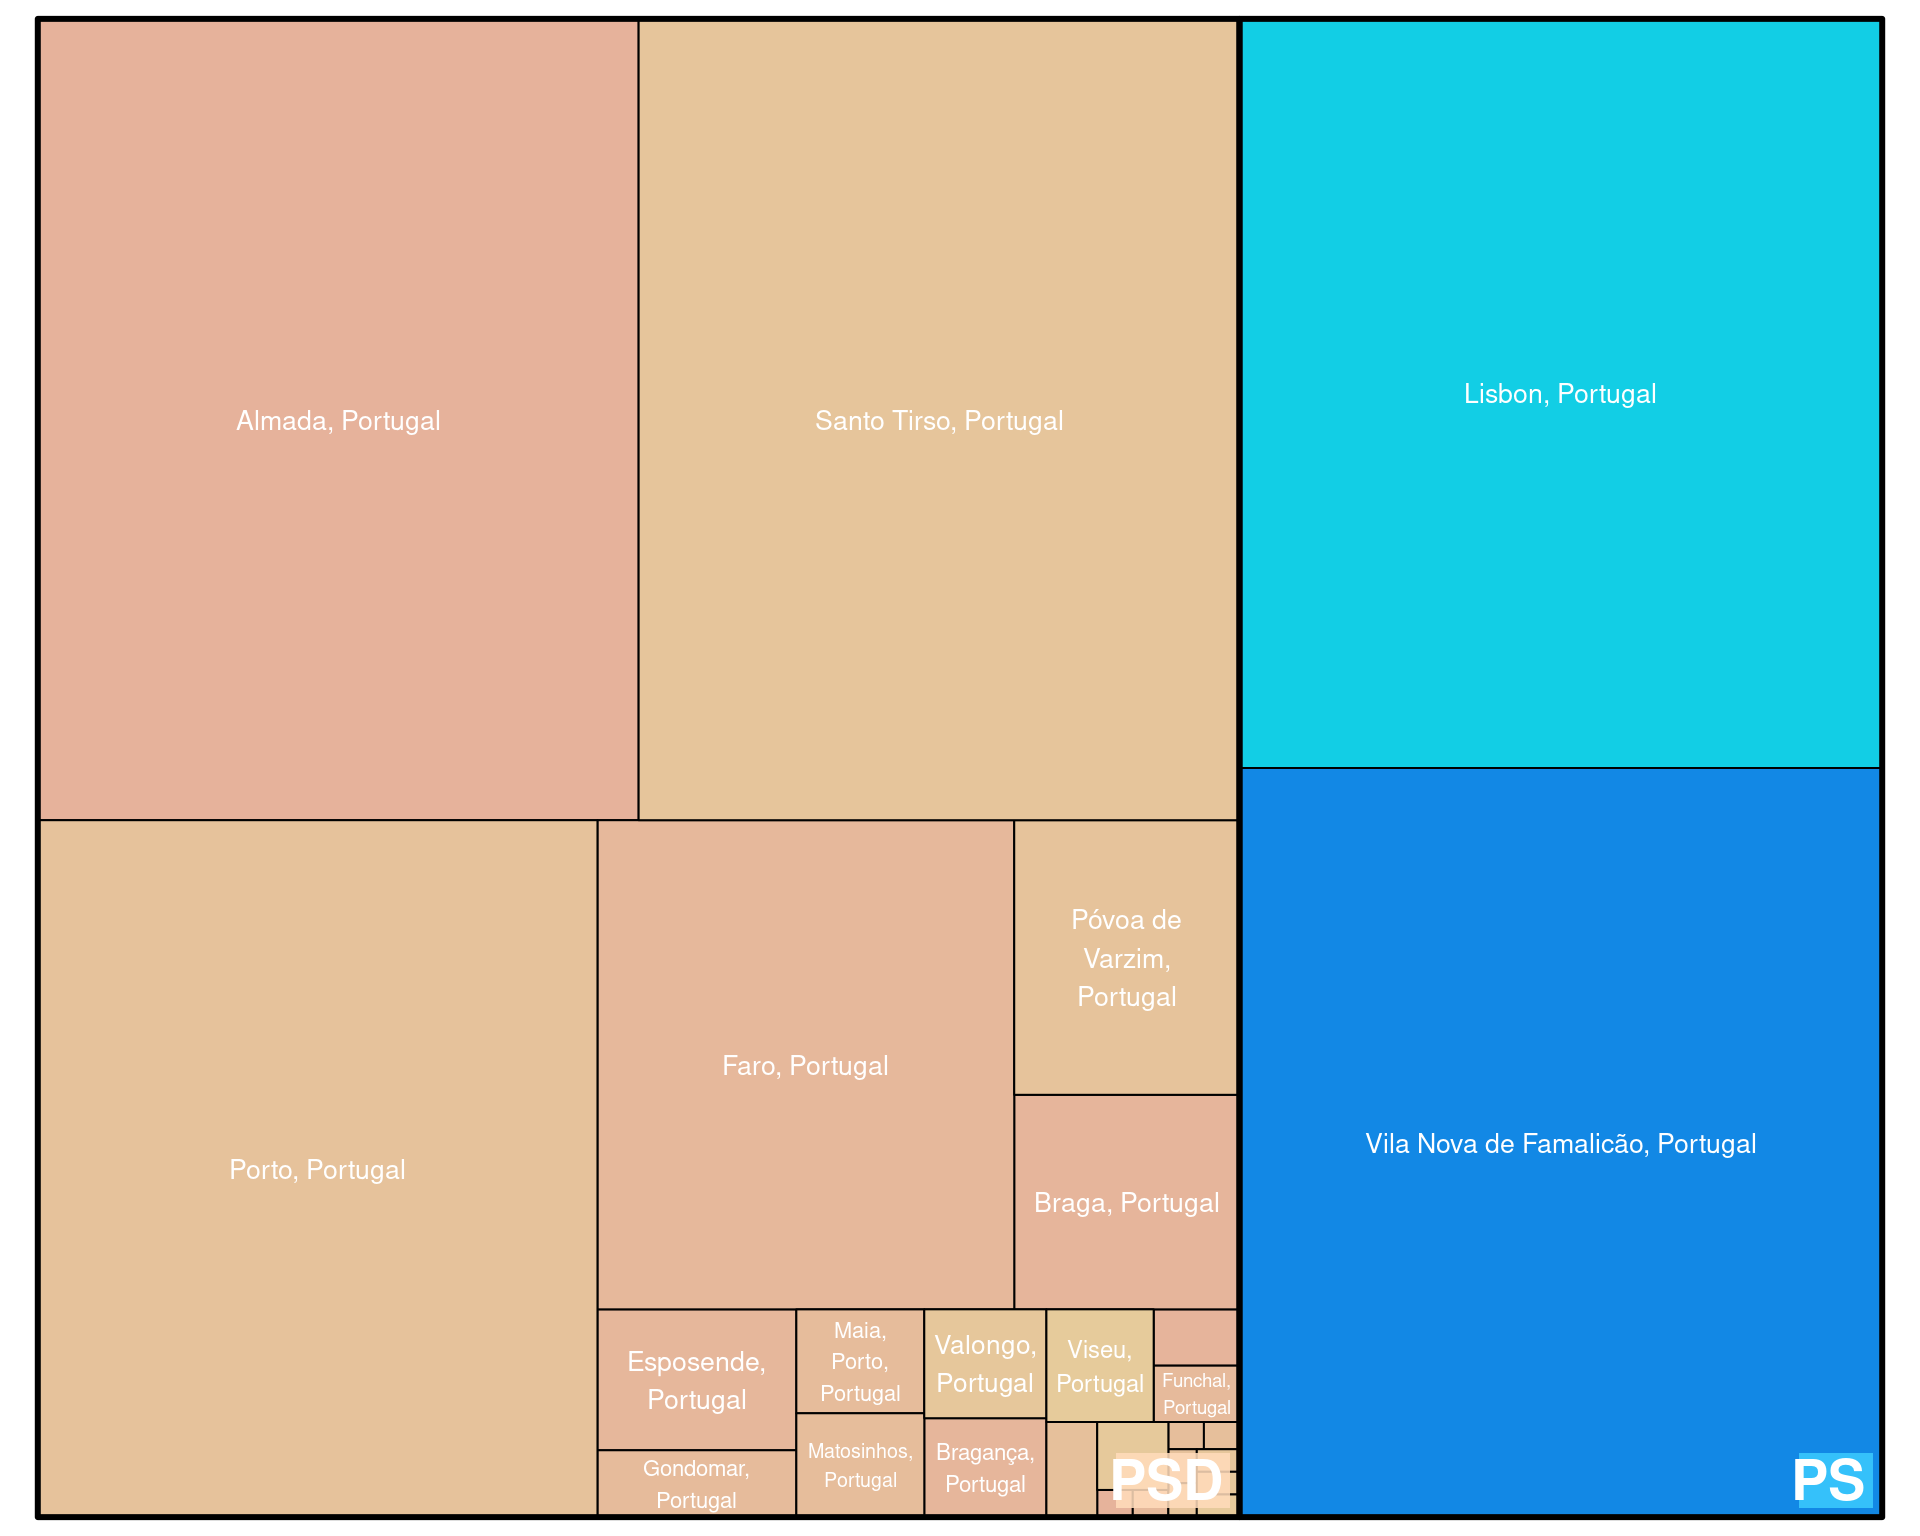 Almada, Portugal
Santo Tirso, Portugal
Lisbon, Portugal
Porto, Portugal
Faro, Portugal
Póvoa de
Varzim,
Portugal
Braga, Portugal
Vila Nova de Famalicão, Portugal
Esposende,
Portugal
Gondomar,
Portugal
Maia,
Porto,
Portugal
Matosinhos,
Portugal
Valongo,
Portugal
Bragança,
Portugal
Viseu,
Portugal
Funchal,
Portugal
PSD
PS